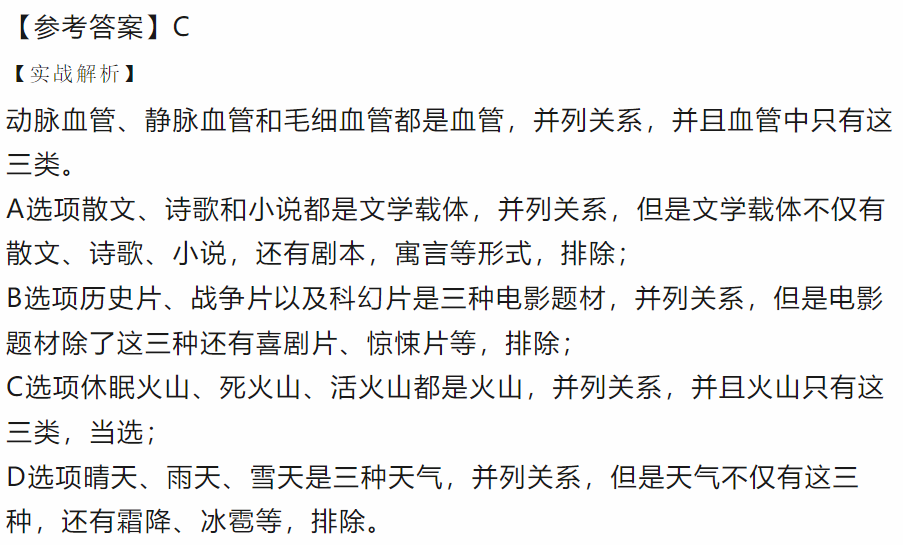 【参考答案】C
【实战解析】
动脉血管、静脉血管和毛细血管都是血管，并列关系，并且血管中只有这
三类。
A选项散文、诗歌和小说都是文学载体，并列关系，但是文学载体不仅有
散文、诗歌、小说，还有剧本，寓言等形式，排除；
B选项历史片、战争片以及科幻片是三种电影题材，并列关系，但是电影
题材除了这三种还有喜剧片、惊悚片等，排除；
C选项休眠火山、死火山、活火山都是火山，并列关系，并且火山只有这
三类，当选；
D选项晴天、雨天、雪天是三种天气，并列关系，但是天气不仅有这三
种，还有霜降、冰雹等，排除。